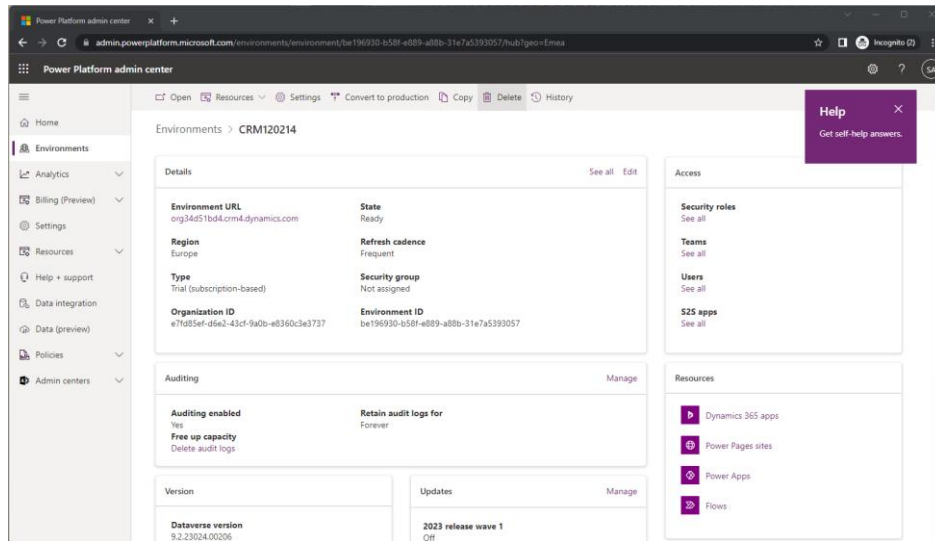 Power Platform admin center
admin.powerplatform.microsoft.com/environments/environment/be196930-b58f-e889-a88b-31e7a5393057/hub?geo=Emea
Incognito (2)
Power Platform admin center
SA
Open Resources Settings Convert to production Copy Delete History
Help
Get self-help answers.
Home
Environments
Analytics
Billing (Preview)
Settings
Resources
Help + support
Data integration
Data (preview)
Policies
Admin centers
Environments > CRM120214
Details
See all Edit
Environment URL
org34d51bd4.crm4.dynamics.com
State
Ready
Region
Europe
Refresh cadence
Frequent
Type
Trial (subscription-based)
Security group
Not assigned
Organization ID
e7fd85ef-d6e2-43cf-9a0b-e8360c3e3737
Environment ID
be196930-b58f-e889-a88b-31e7a5393057
Access
Security roles
See all
Teams
See all
Users
See all
S2S apps
See all
Auditing
Manage
Auditing enabled
Yes
Retain audit logs for
Forever
Free up capacity
Delete audit logs
Resources
Dynamics 365 apps
Power Pages sites
Power Apps
Flows
Version
Dataverse version
9.2.23024.00206
Updates
Manage
2023 release wave 1
Off